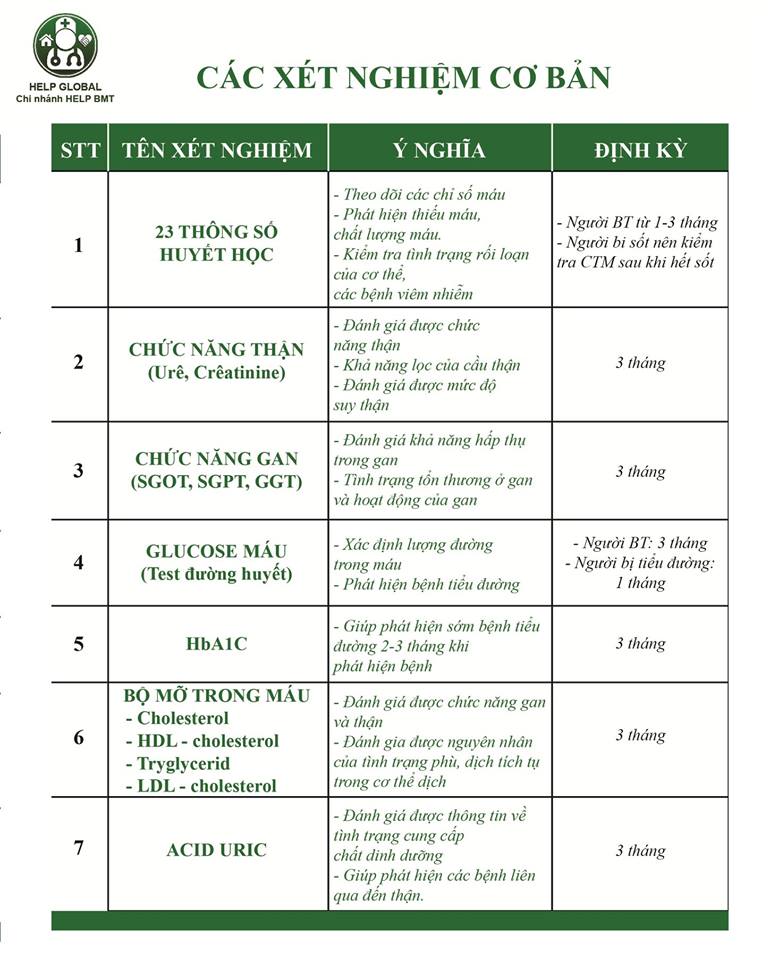 HELP GLOBAL
Chi nhánh HELP BMT
CÁC XÉT NGHIỆM CƠ BẢN
STT
TÊN XÉT NGHIỆM
Ý NGHĨA
ĐỊNH KỲ
1
23 THÔNG SỐ
HUYẾT HỌC
- Theo dõi các chỉ số máu
- Phát hiện thiếu máu,
chất lượng máu.
- Kiểm tra tình trạng rối loạn
của cơ thể,
các bệnh viêm nhiễm
- Người BT từ 1-3 tháng
- Người bi sốt nên kiểm
tra CTM sau khi hết sốt
2
CHỨC NĂNG THẬN
(Urê, Crêatinine)
- Đánh giá được chức
năng thận
- Khả năng lọc của cầu thận
- Đánh giá được mức độ
suy thận
3 tháng
3
CHỨC NĂNG GAN
(SGOT, SGPT, GGT)
- Đánh giá khả năng hấp thụ
trong gan
- Tình trạng tổn thương ở gan
và hoạt động của gan
3 tháng
4
GLUCOSE MÁU
(Test đường huyết)
- Xác định lượng đường
trong máu
- Phát hiện bệnh tiểu đường
- Người BT: 3 tháng
- Người bị tiểu đường:
1 tháng
5
HbA1C
- Giúp phát hiện sớm bệnh tiểu
đường 2-3 tháng khi
phát hiện bệnh
3 tháng
6
BỘ MỠ TRONG MÁU
- Cholesterol
- HDL - cholesterol
- Tryglycerid
- LDL - cholesterol
- Đánh giá được chức năng gan
và thận
- Đánh gia được nguyên nhân
của tình trạng phù, dịch tích tụ
trong cơ thể dịch
3 tháng
7
ACID URIC
- Đánh giá được thông tin về
tình trạng cung cấp
chất dinh dưỡng
- Giúp phát hiện các bệnh liên
qua đến thận.
3 tháng